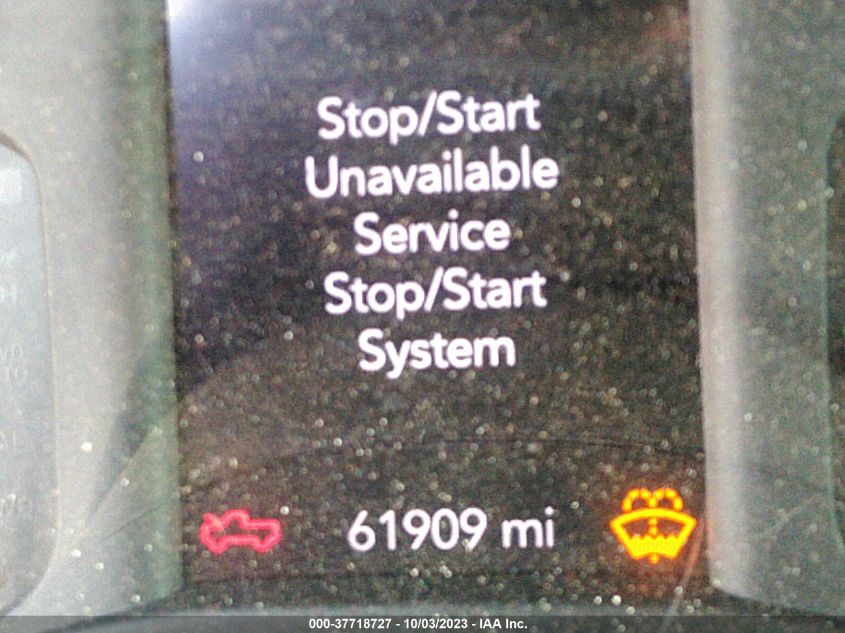 Stop/Start
Unavailable
Service
Stop/Start
System
61909 mi
000-37718727 - 10/03/2023 - IAA Inc.